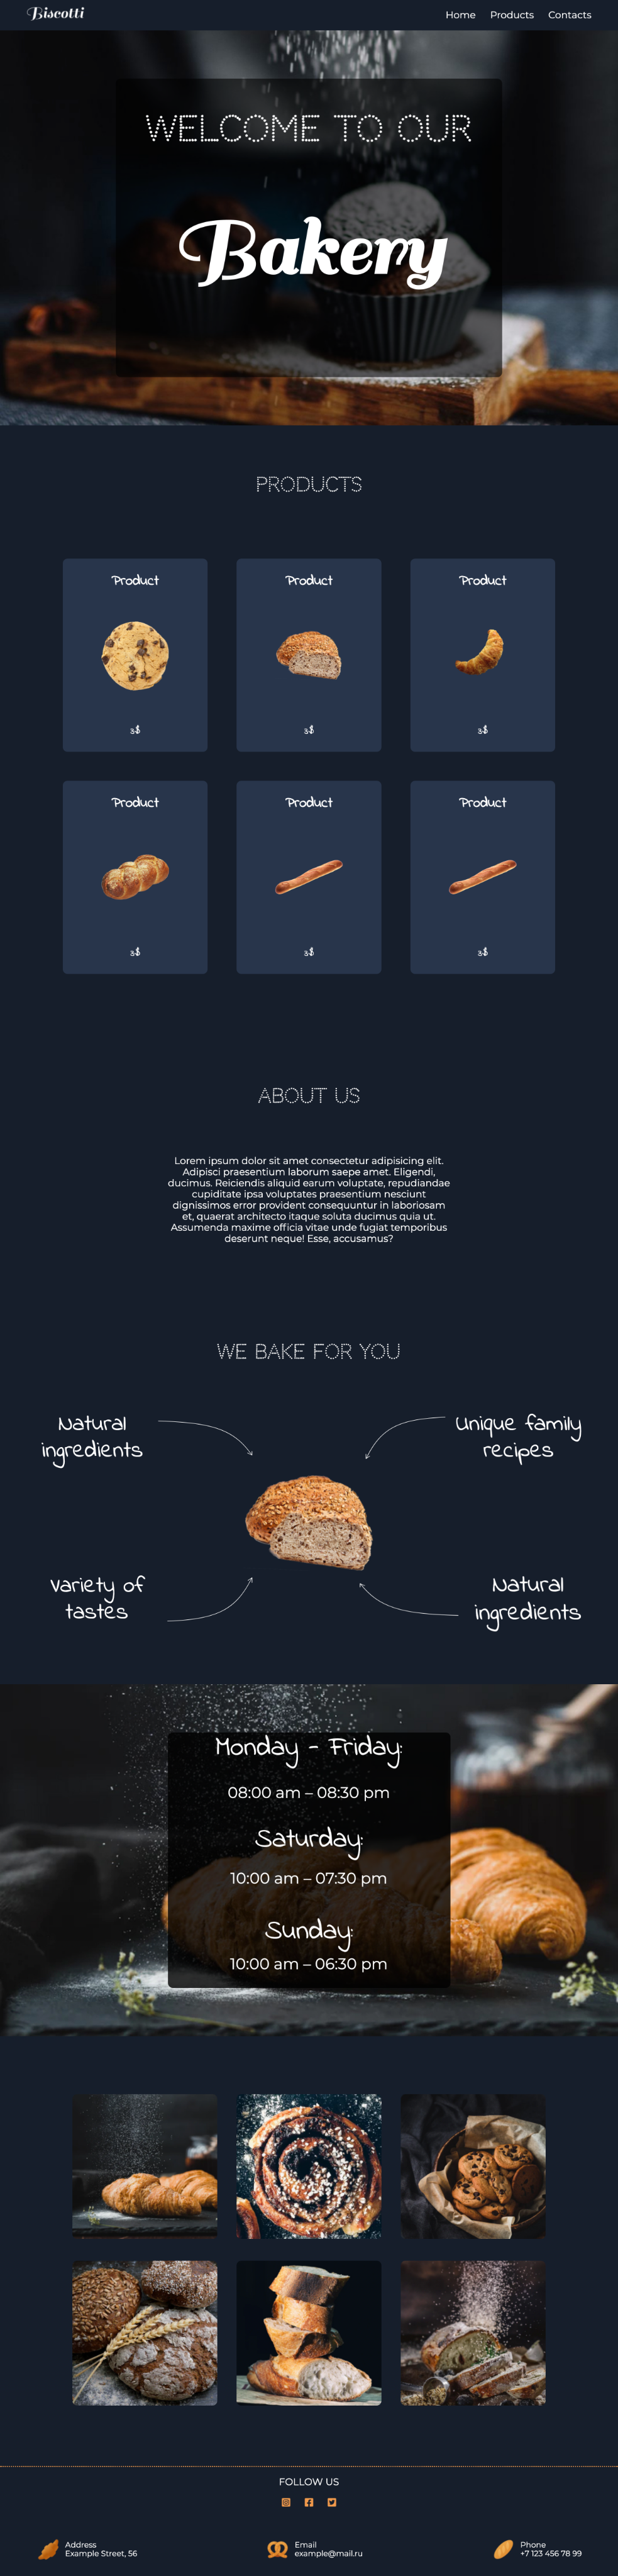 Biscotti
Home Products Contacts
WELCOME TO OUR
Bakery
PRODUCTS
Product
Product
Product
3$
3$
3$
Product
Product
Product
3$
3$
3$
ABOUT US
Lorem ipsum dolor sit amet consectetur adipisicing elit.
Adipisci praesentium laborum saepe amet. Eligendi,
ducimus. Reiciendis aliquid earum voluptate, repudiandae
cupiditate ipsa voluptates praesentium nesciunt
dignissimos error provident consequuntur in laboriosam
et, quaerat architecto itaque soluta ducimus quia ut.
Assumenda maxime officia vitae unde fugiat temporibus
deserunt neque! Esse, accusamus?
WE BAKE FOR YOU
Natural
ingredients
Unique family
recipes
Variety of
tastes
Natural
ingredients
Monday - Friday:
08:00 am – 08:30 pm
Saturday:
10:00 am – 07:30 pm
Sunday:
10:00 am – 06:30 pm
FOLLOW US
Address
Example Street, 56
Email
example@mail.ru
Phone
+7 123 456 78 99